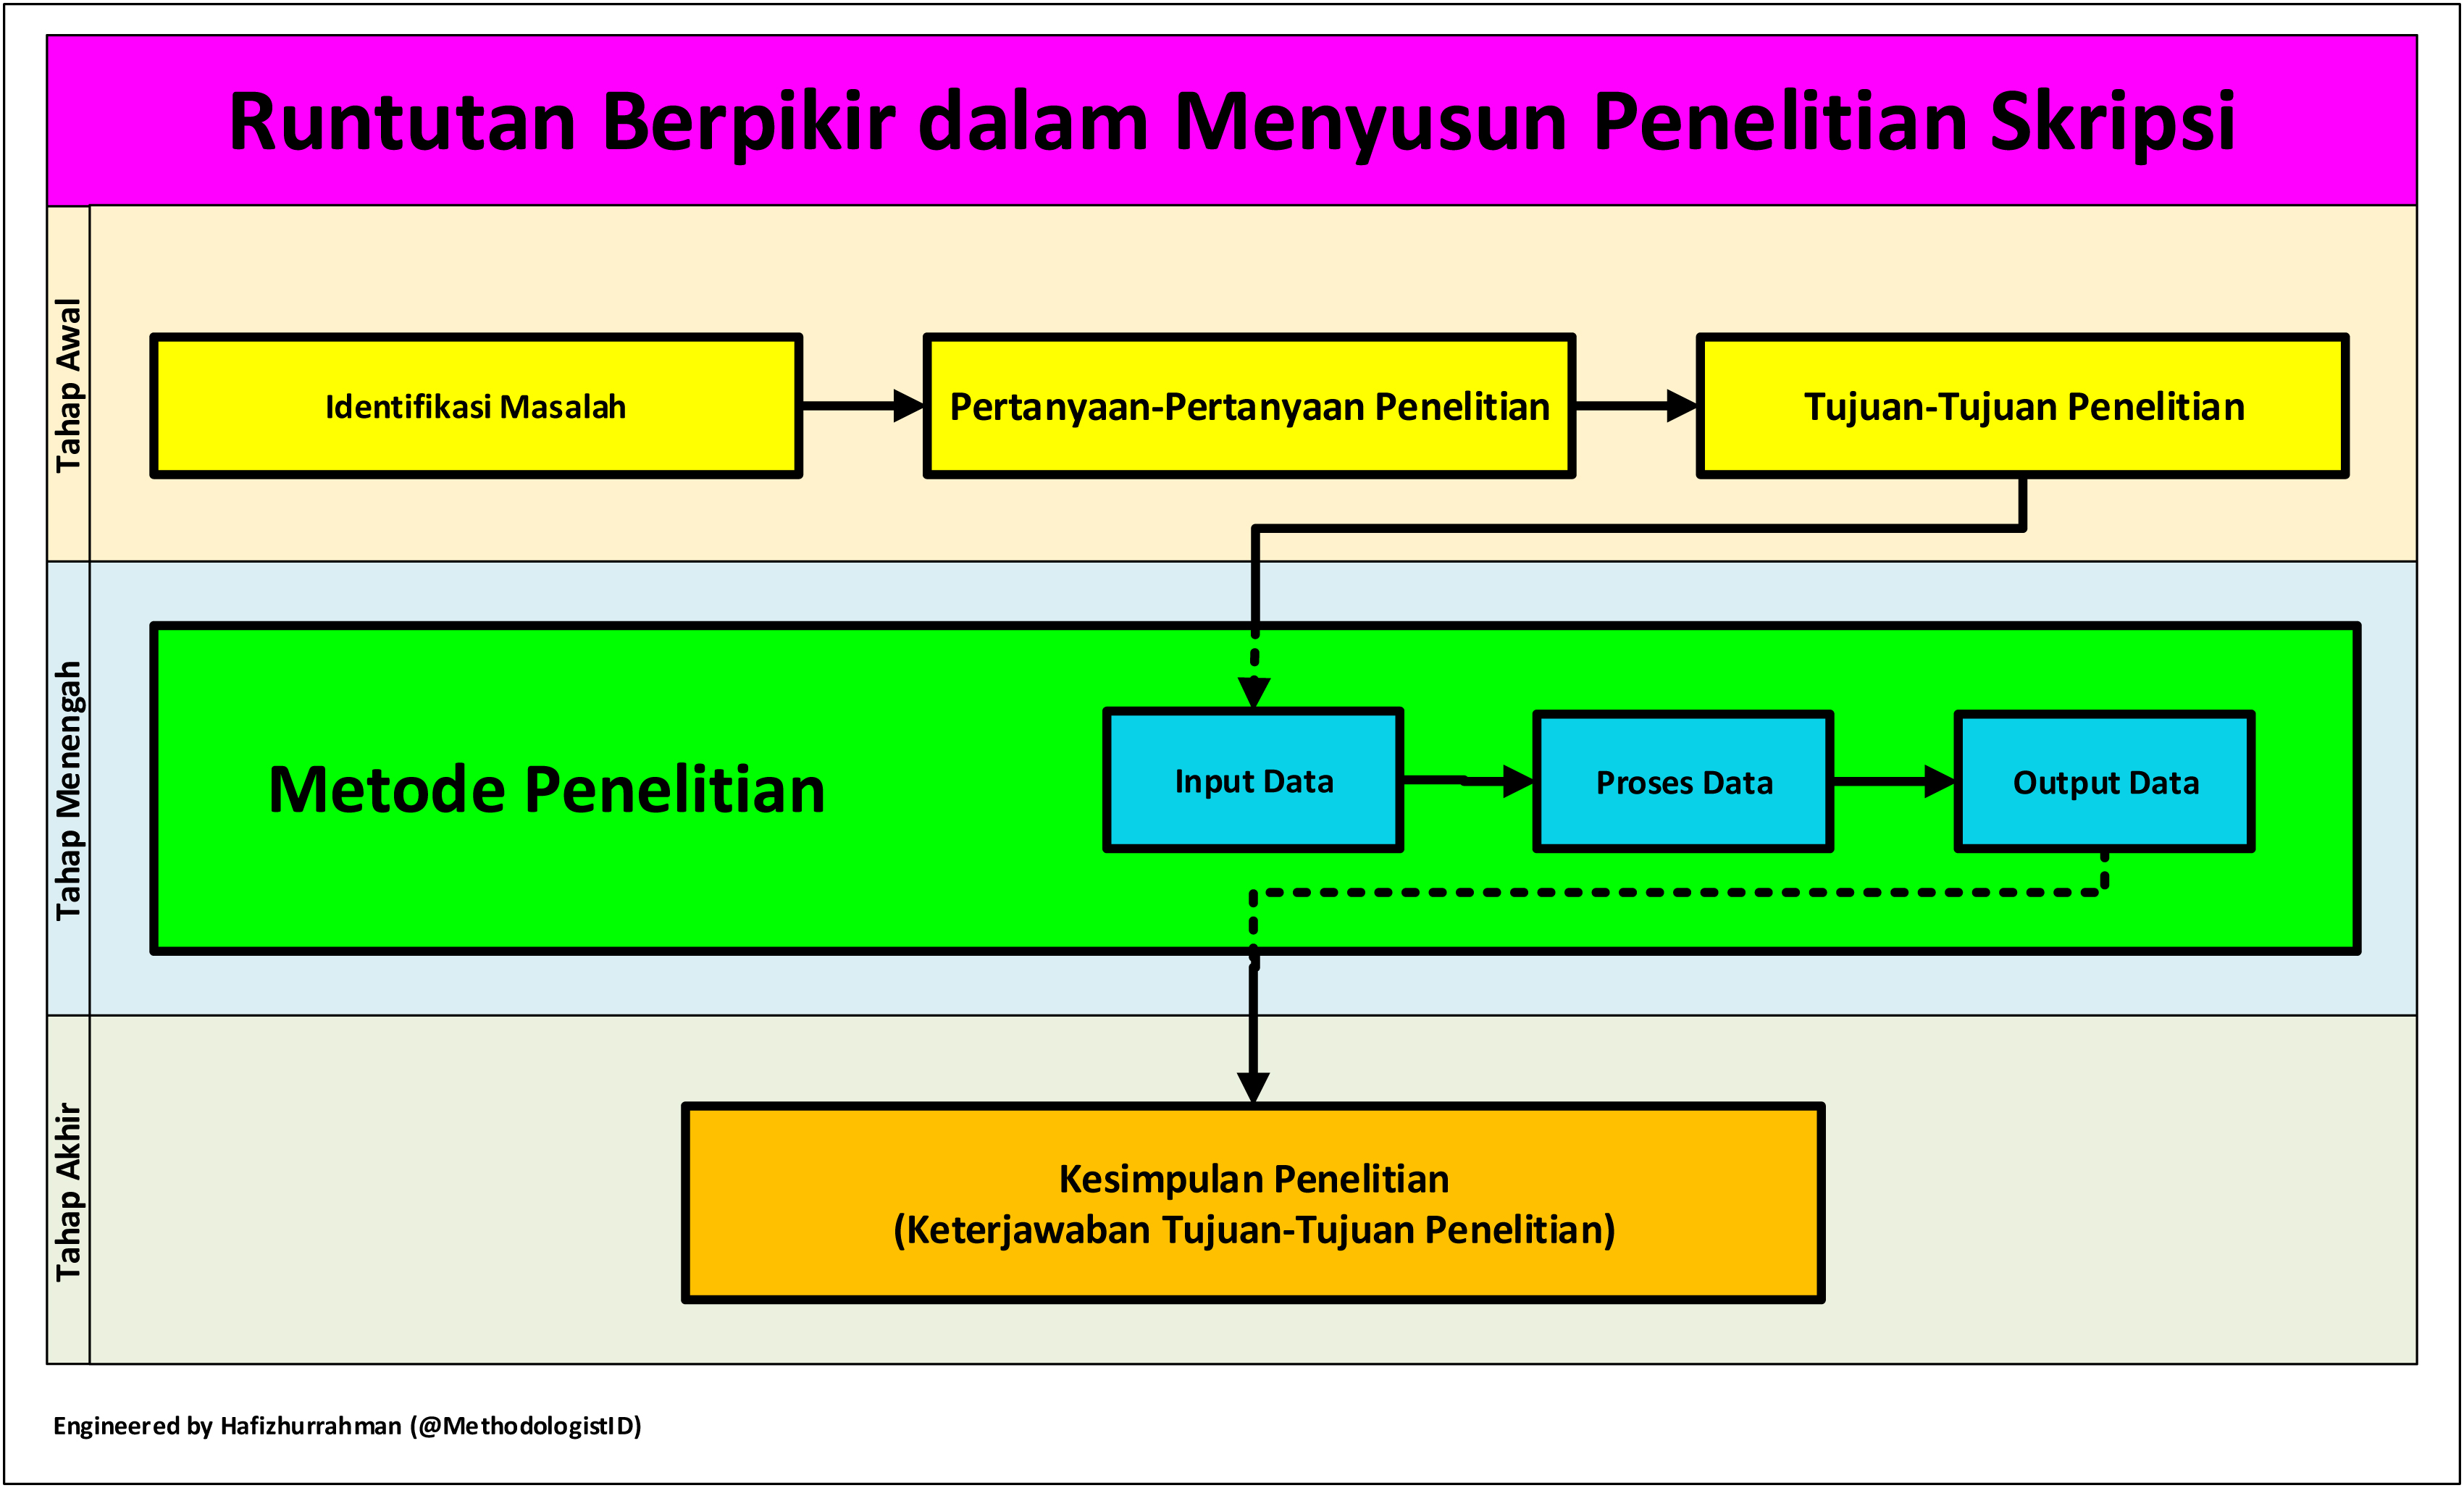 Runtutan Berpikir dalam Menyusun Penelitian Skripsi
Tahap Awal
Identifikasi Masalah
Pertanyaan-Pertanyaan Penelitian
Tujuan-Tujuan Penelitian
Tahap Menengah
Metode Penelitian
Input Data
Proses Data
Output Data
Tahap Akhir
Kesimpulan Penelitian
(Keterjawaban Tujuan-Tujuan Penelitian)
Engineered by Hafizhurrahman (@MethodologistID)